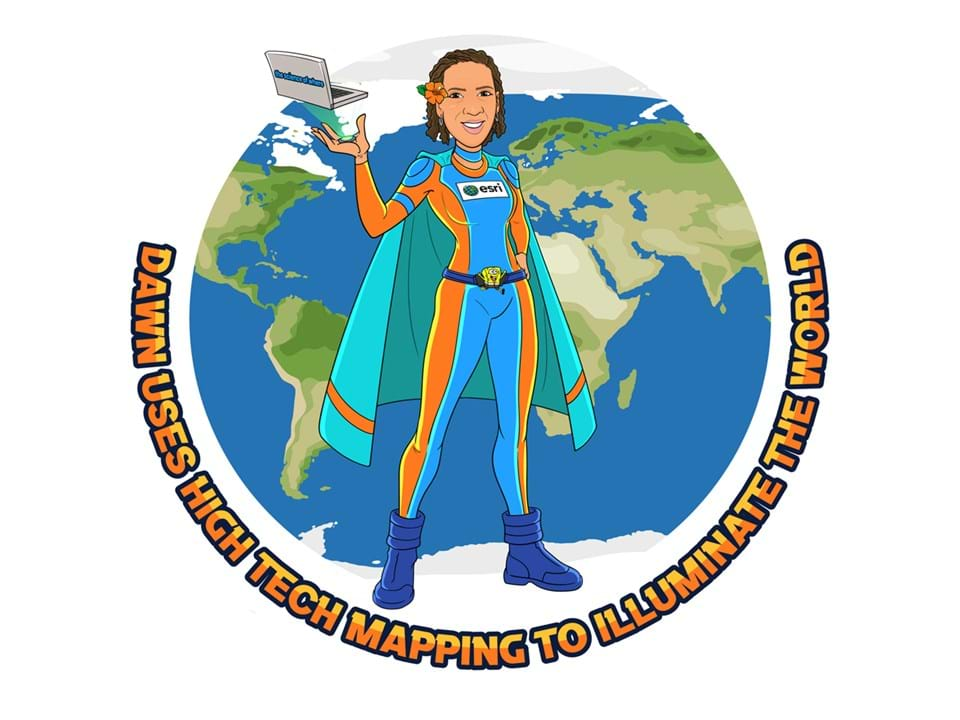 the science of where
esri
DAWN USES HIGH TECH MAPPING TO ILLUMINATE THE WORLD